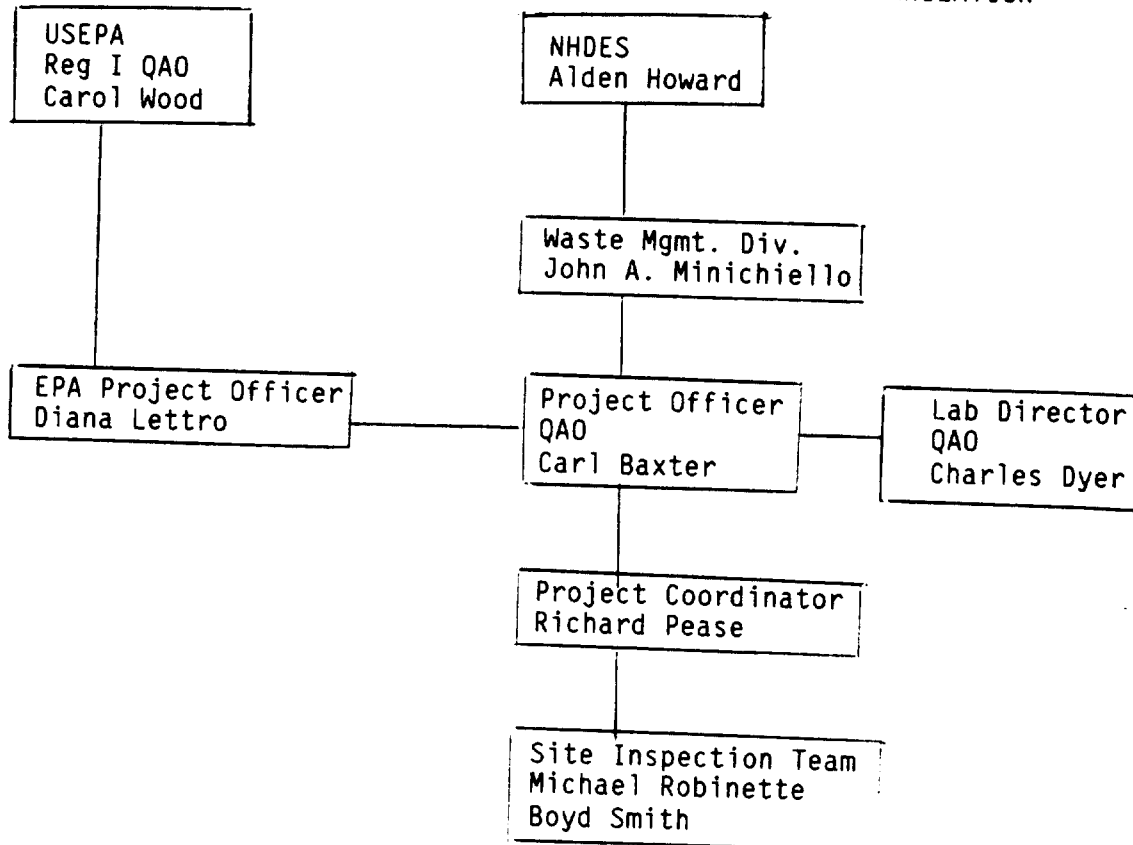 USEPA
Reg I QAO
Carol Wood
NHDES
Alden Howard
Waste Mgmt. Div.
John A. Minichiello
EPA Project Officer
Diana Lettro
Project Officer
QAO
Carl Baxter
Lab Director
QAO
Charles Dyer
Project Coordinator
Richard Pease
Site Inspection Team
Michael Robinette
Boyd Smith